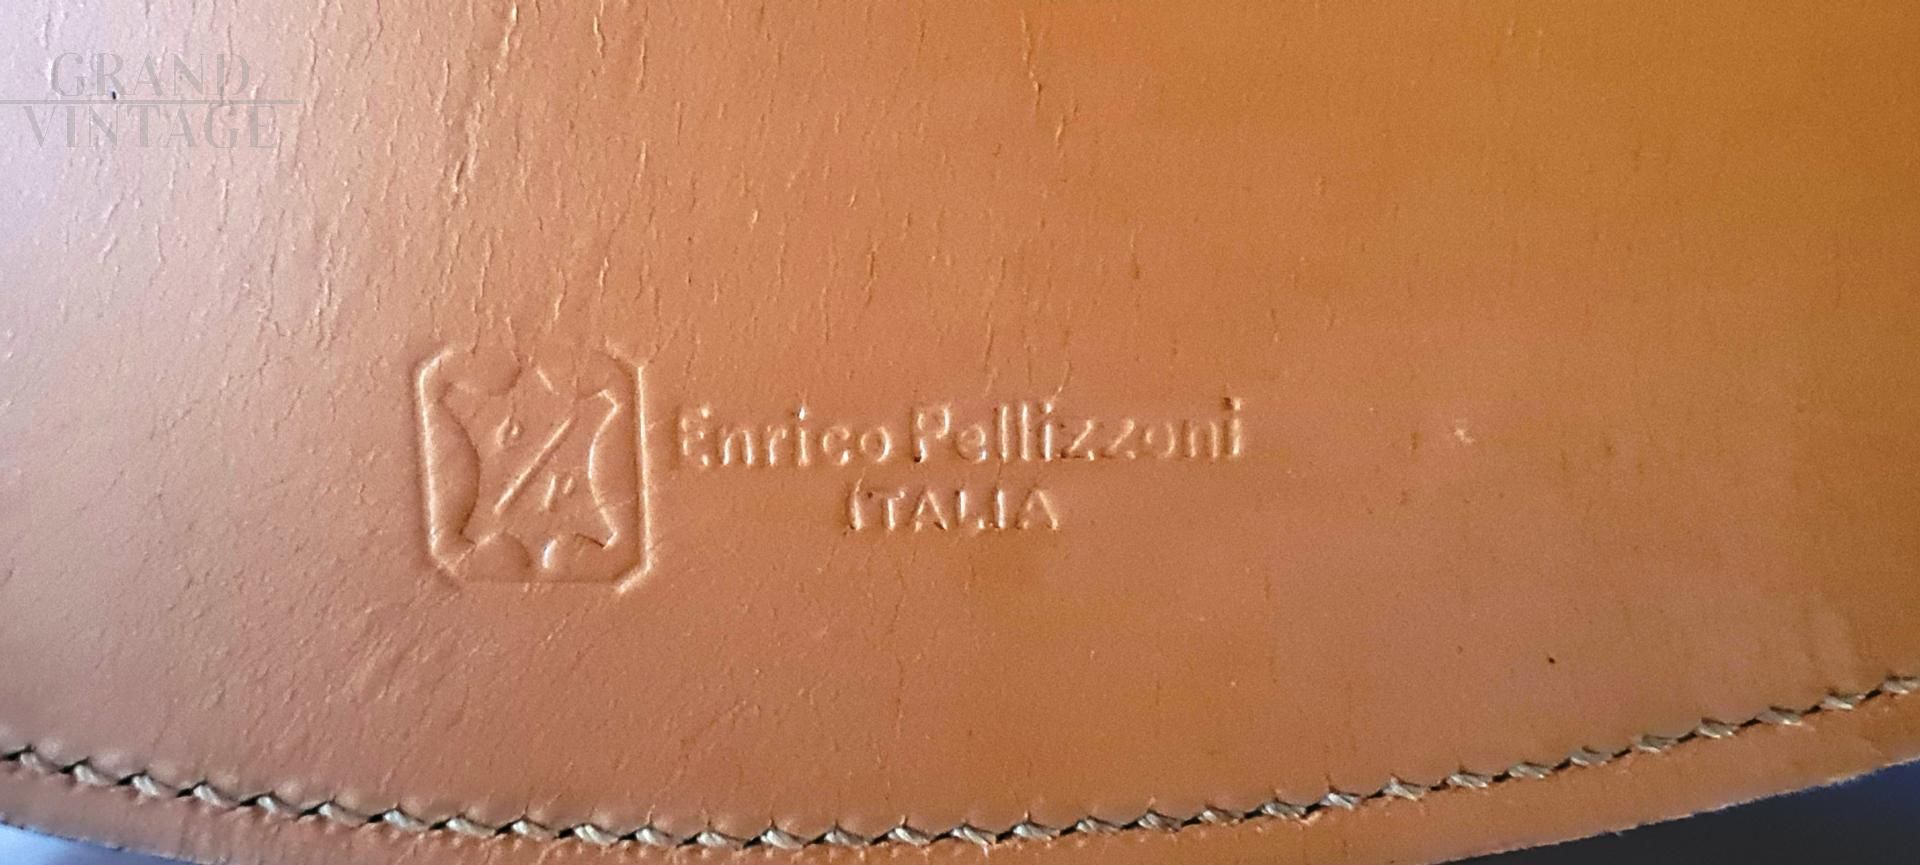 GRAND
VINTAGE
Enrico Pellizzoni
ITALIA